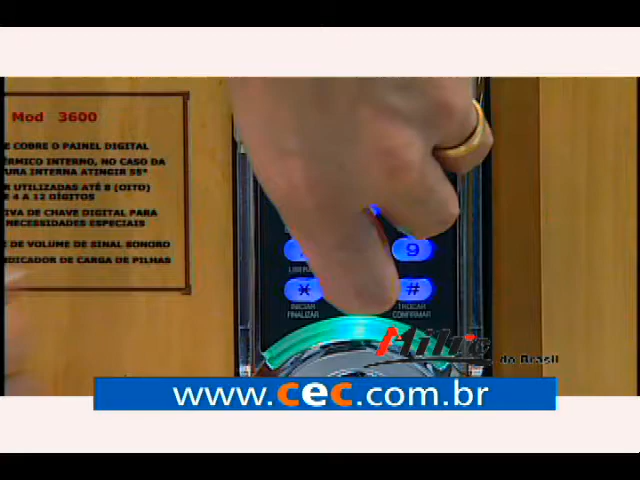 Mod 3600
E COBRE O PAINEL DIGITAL
ÉRMICO INTERNO, NO CASO DA
URA INTERNA ATINGIR 55°
R UTILIZADAS ATÉ 8 (OITO)
E 4 A 12 DÍGITOS
IVA DE CHAVE DIGITAL PARA
NECESSIDADES ESPECIAIS
E DE VOLUME DE SINAL SONORO
NDICADOR DE CARGA DE PILHAS
9
* #
INICIAR TROCAR
FINALIZAR CONFIRMAR
do Brasil
www.cec.com.br